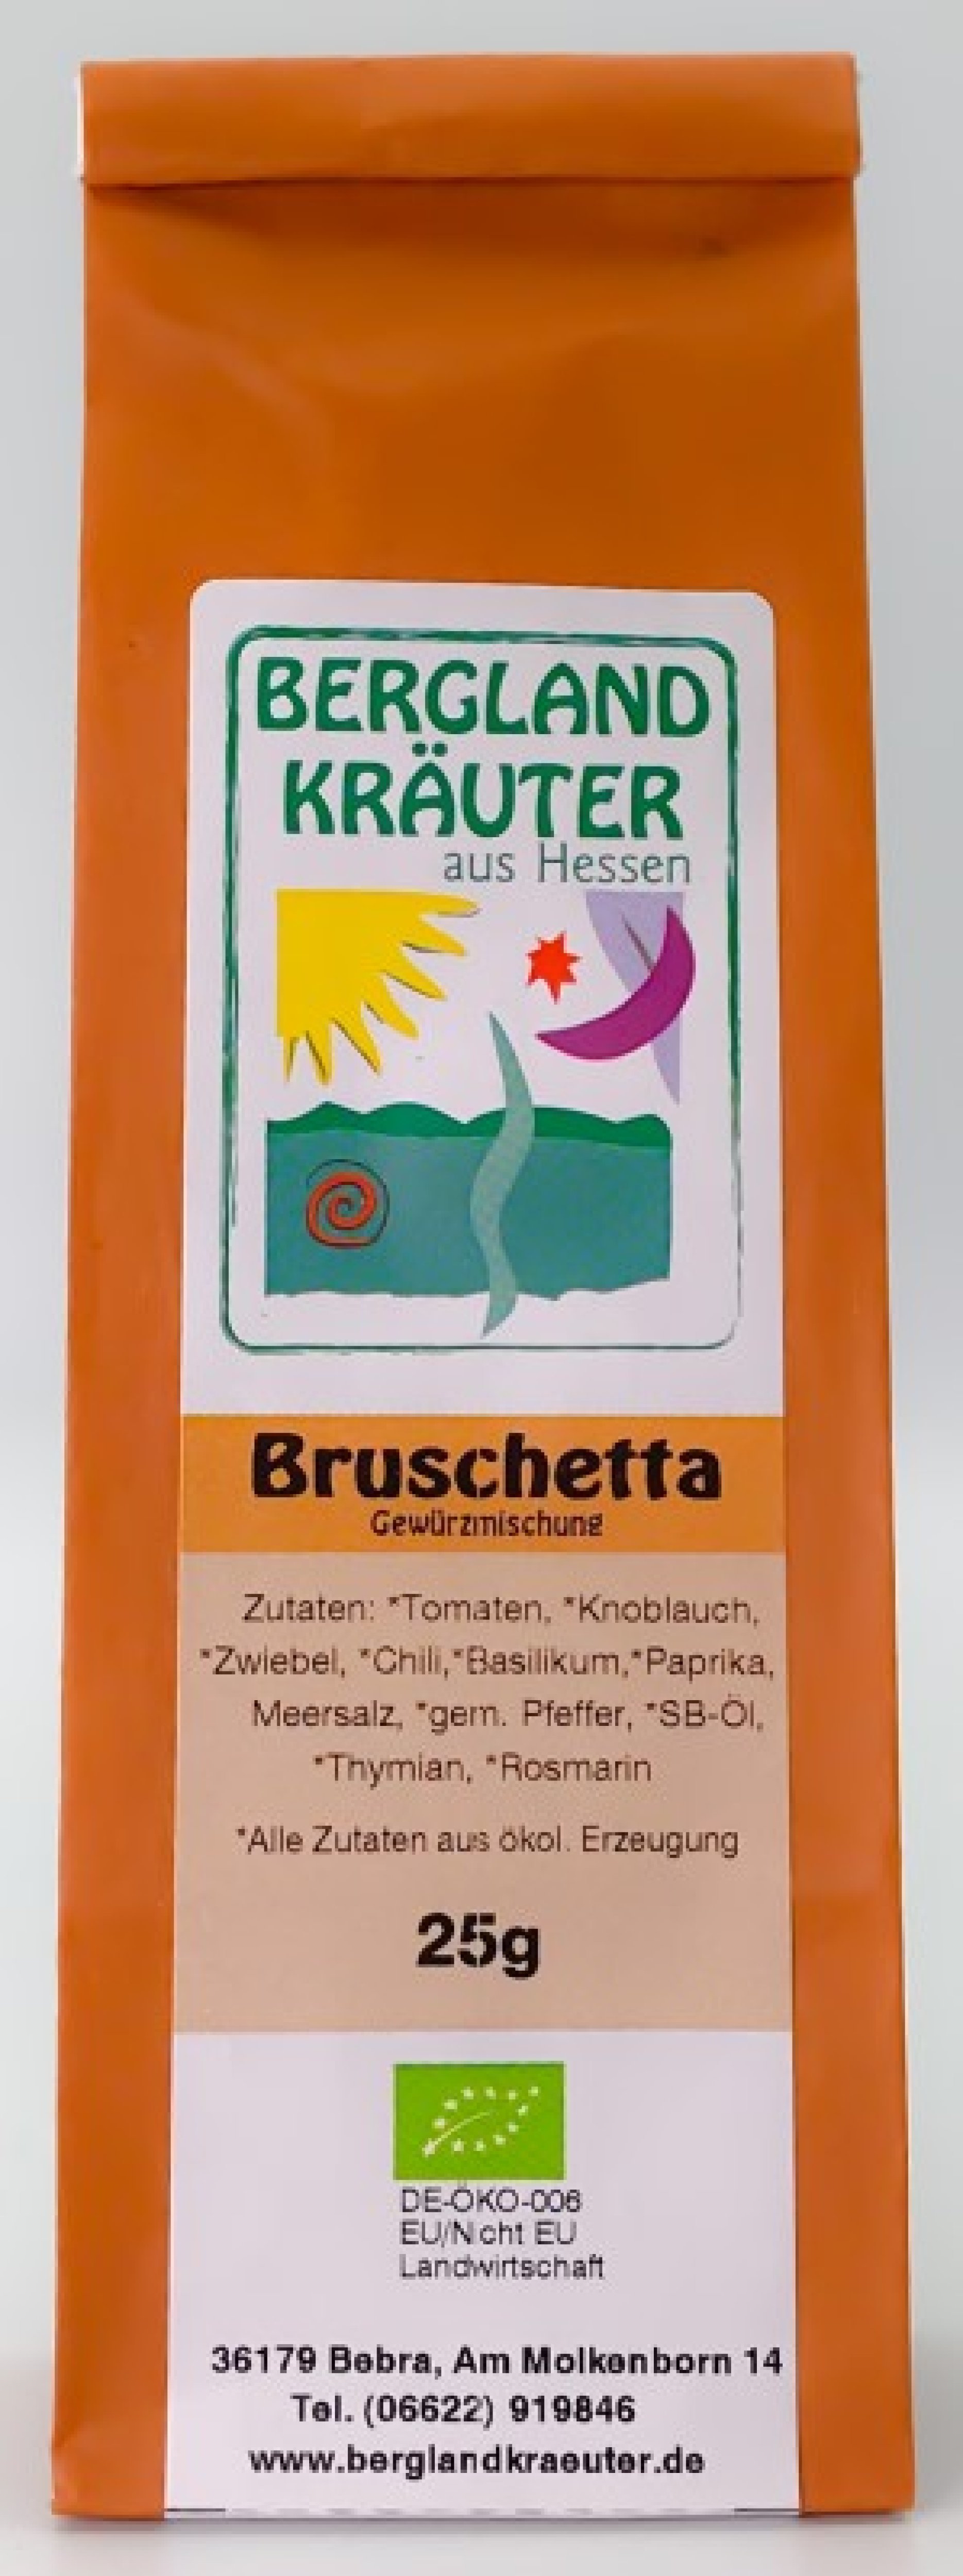 BERGLAND
KRÄUTER
aus Hessen
Bruschetta
Gewürzmischung
Zutaten: *Tomaten, *Knoblauch,
*Zwiebel, *Chili,*Basilikum,*Paprika,
Meersalz, *gem. Pfeffer, *SB-Öl,
*Thymian, *Rosmarin
*Alle Zutaten aus ökol. Erzeugung
25g
DE-ÖKO-006
EU/Nicht EU
Landwirtschaft
36179 Bebra, Am Molkenborn 14
Tel. (06622) 919846
www.berglandkraeuter.de